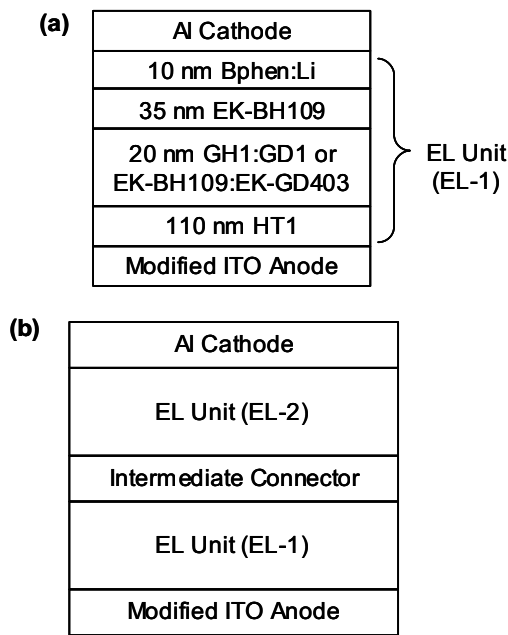 (a)
Al Cathode
10 nm Bphen:Li
35 nm EK-BH109
20 nm GH1:GD1 or
EK-BH109:EK-GD403
110 nm HT1
Modified ITO Anode
EL Unit
(EL-1)
(b)
Al Cathode
EL Unit (EL-2)
Intermediate Connector
EL Unit (EL-1)
Modified ITO Anode